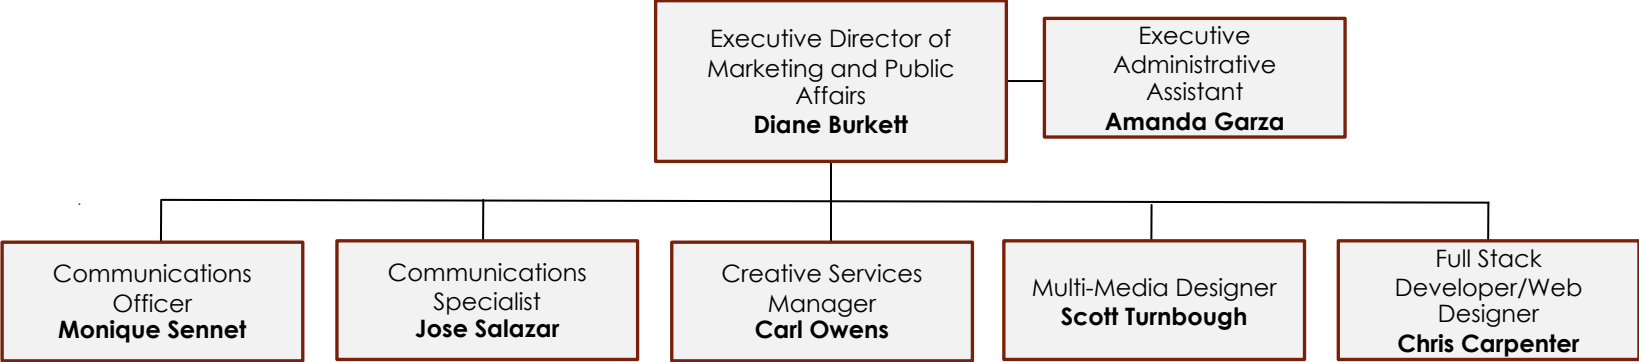 Executive Director of
Marketing and Public
Affairs
Diane Burkett
Executive
Administrative
Assistant
Amanda Garza
Communications
Officer
Monique Sennet
Communications
Specialist
Jose Salazar
Creative Services
Manager
Carl Owens
Multi-Media Designer
Scott Turnbough
Full Stack
Developer/Web
Designer
Chris Carpenter